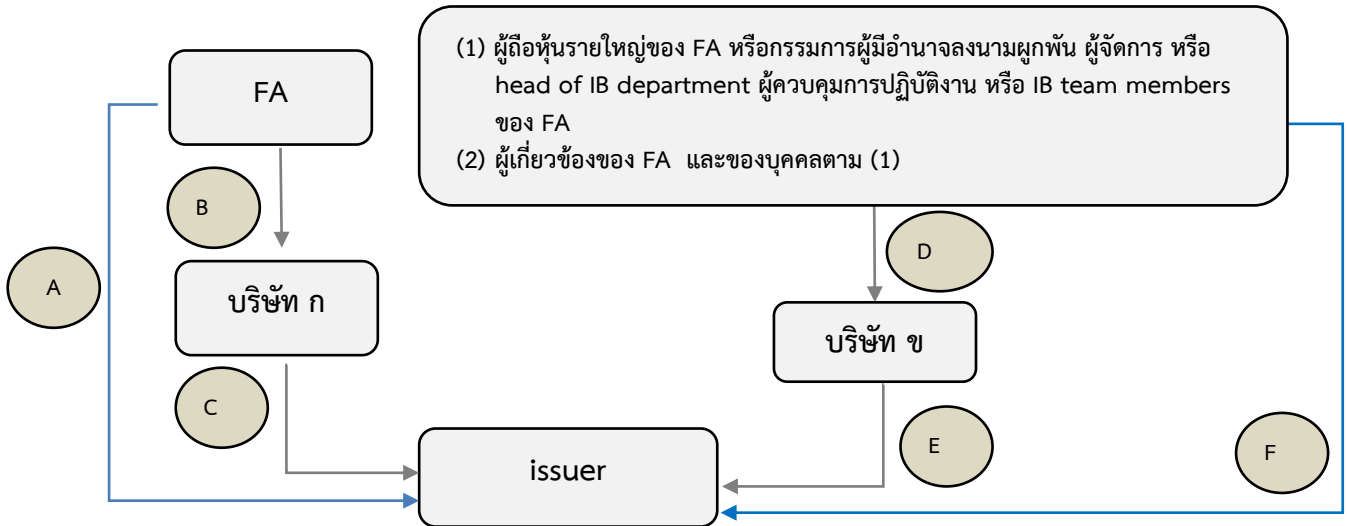 FA
(1) ผู้ถือหุ้นรายใหญ่ของ FA หรือกรรมการผู้มีอำนาจลงนามผูกพัน ผู้จัดการ หรือ
head of IB department ผู้ควบคุมการปฏิบัติงาน หรือ IB team members
ของ FA
(2) ผู้เกี่ยวข้องของ FA และของบุคคลตาม (1)
B
D
A
บริษัท ก
บริษัท ข
C
E
F
issuer